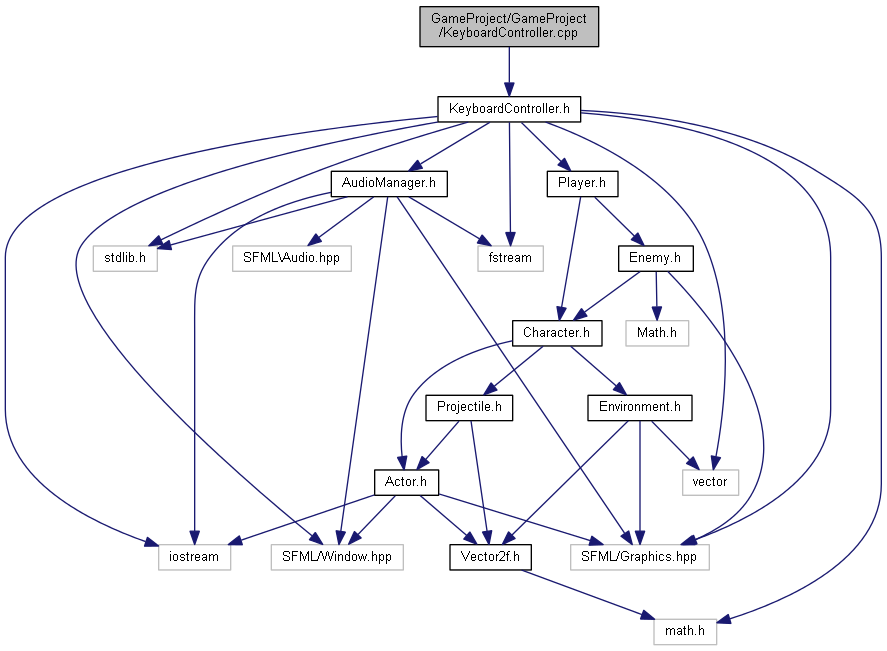 GameProject/GameProject
/KeyboardController.cpp
KeyboardController.h
AudioManager.h
Player.h
stdlib.h
SFML\Audio.hpp
fstream
Enemy.h
Character.h
Math.h
Projectile.h
Environment.h
Actor.h
vector
iostream
SFML/Window.hpp
Vector2f.h
SFML/Graphics.hpp
math.h